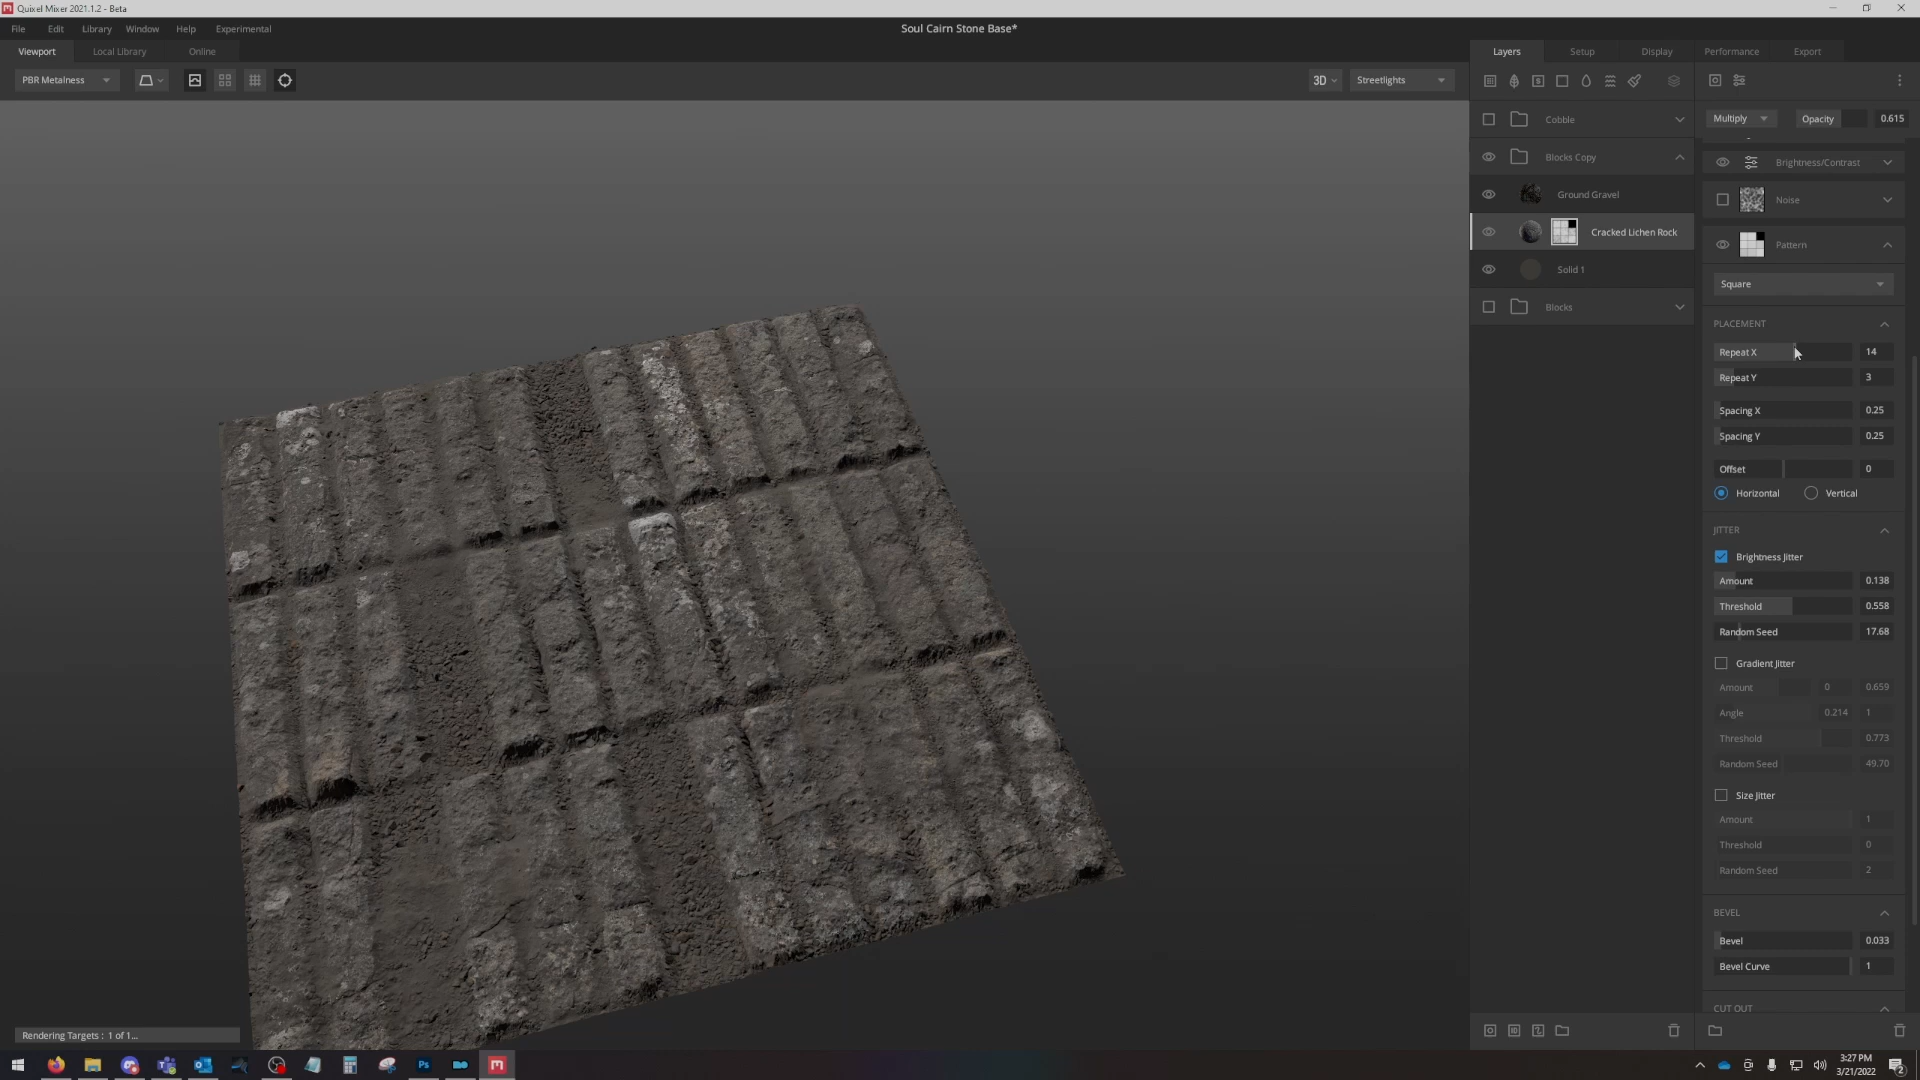 Quixel Mixer 2021.1.2 - Beta
File Edit Library Window Help Experimental
Soul Cairn Stone Base*
Viewport Local Library Online
Layers Setup Display Performance Export
PBR Metalness
3D Streetlights
Cobble
Blocks Copy
Ground Gravel
Cracked Lichen Rock
Solid 1
Blocks
Multiply Opacity 0.615
Brightness/Contrast
Noise
Pattern
Square
PLACEMENT
Repeat X 14
Repeat Y 3
Spacing X 0.25
Spacing Y 0.25
Offset 0
Horizontal Vertical
JITTER
Brightness Jitter
Amount 0.138
Threshold 0.558
Random Seed 17.68
Gradient Jitter
Amount 0 0.659
Angle 0.214 1
Threshold 0.773
Random Seed 49.70
Size Jitter
Amount 1
Threshold 0
Random Seed 2
BEVEL
Bevel 0.033
Bevel Curve 1
CUT OUT
Rendering Targets : 1 of 1...
Ps
3:27 PM
3/21/2022
2